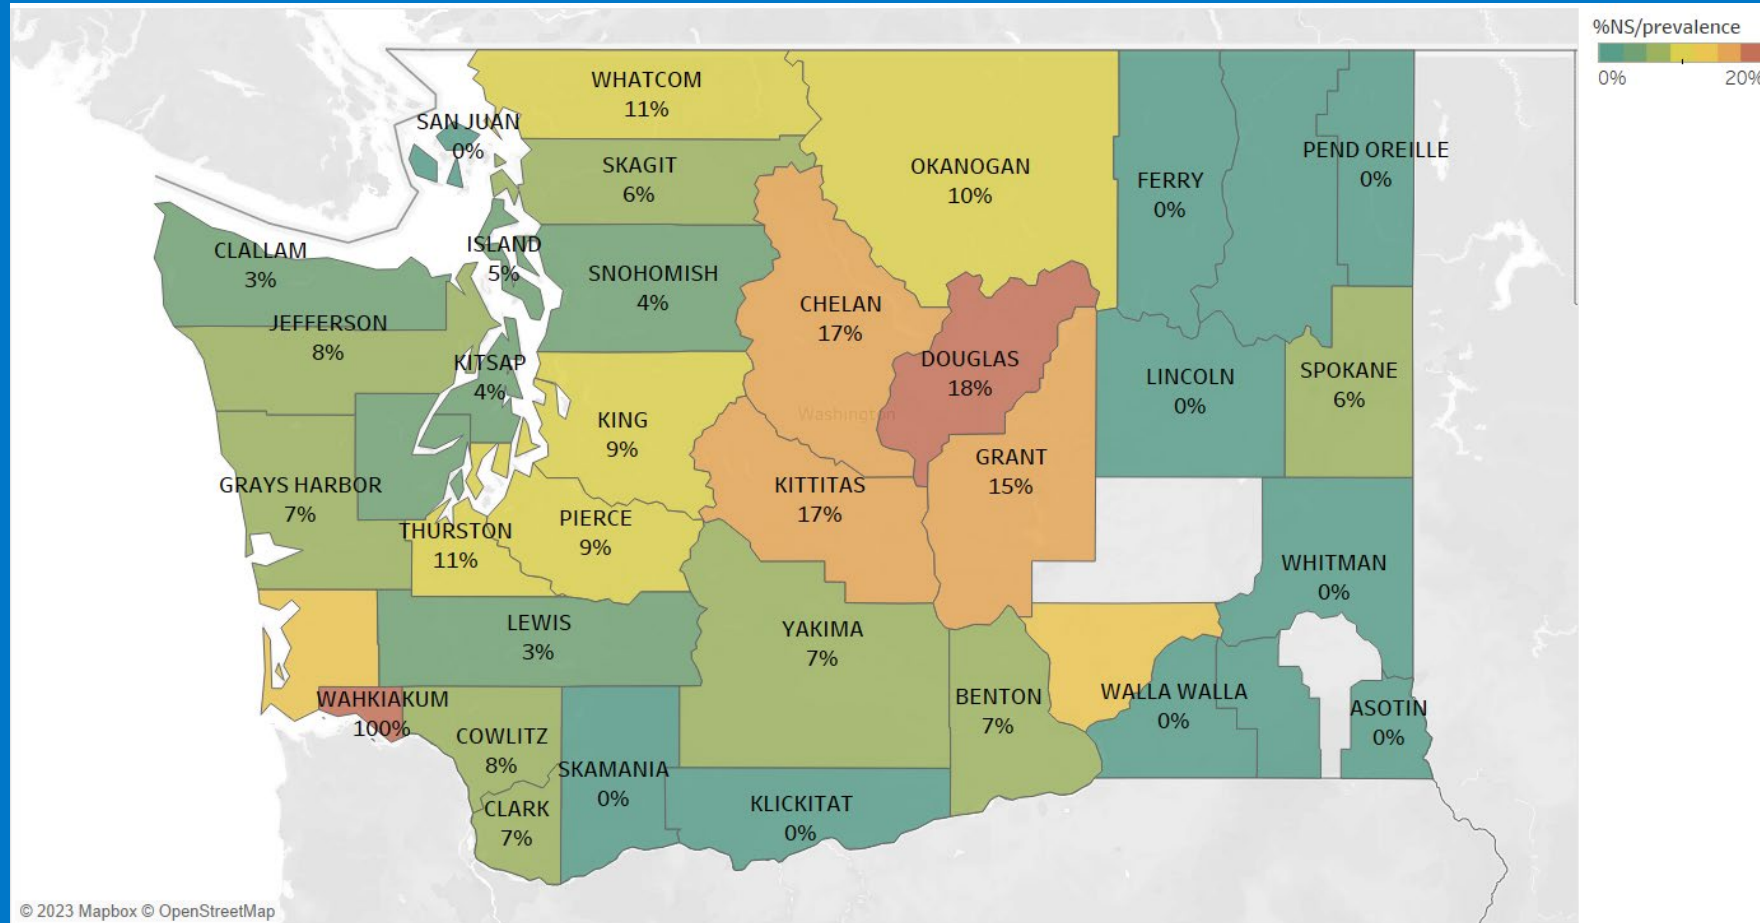 %NS/prevalence
0%
20%
WHATCOM
11%
SAN JUAN
0%
SKAGIT
6%
OKANOGAN
10%
FERRY
0%
PEND OREILLE
0%
CLALLAM
3%
ISLAND
5%
SNOHOMISH
4%
CHELAN
17%
JEFFERSON
8%
KITSAP
4%
DOUGLAS
18%
LINCOLN
0%
SPOKANE
6%
Washington
KING
9%
GRANT
15%
GRAYS HARBOR
7%
KITTITAS
17%
THURSTON
11%
PIERCE
9%
WHITMAN
0%
LEWIS
3%
YAKIMA
7%
WAHKIAKUM
100%
BENTON
7%
WALLA WALLA
0%
ASOTIN
0%
COWLITZ
8%
SKAMANIA
0%
CLARK
7%
KLICKITAT
0%
© 2023 Mapbox © OpenStreetMap